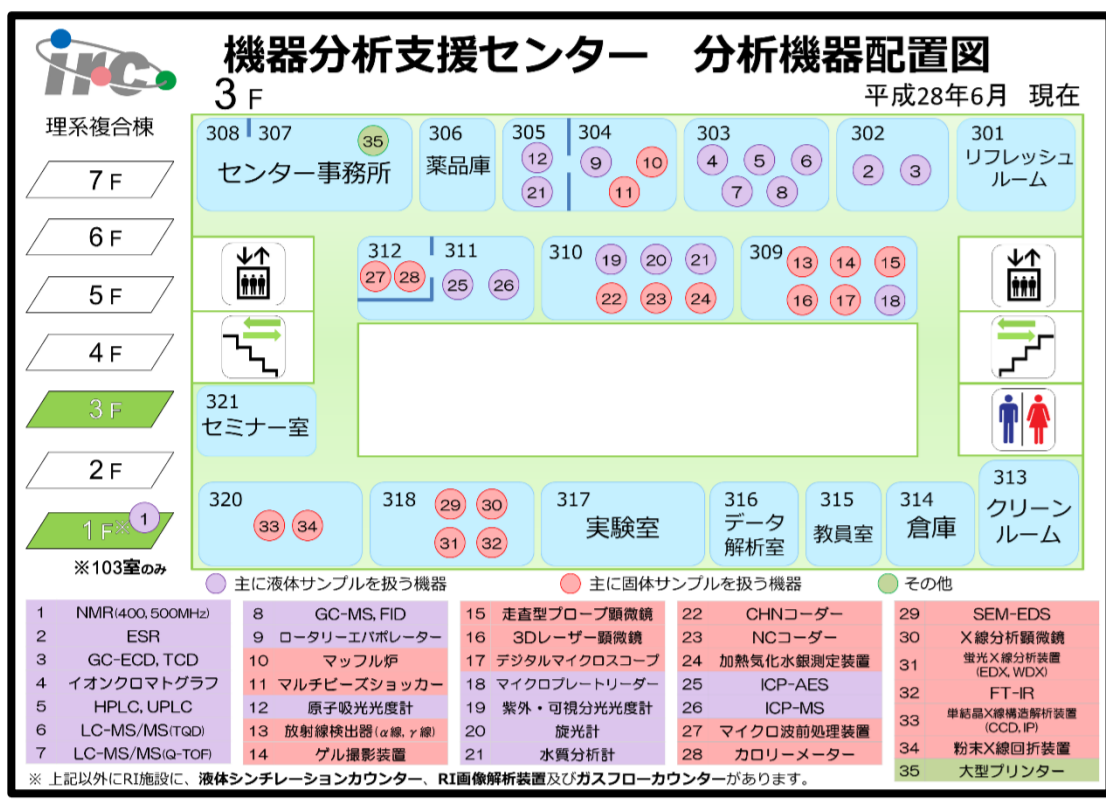 irc
機器分析支援センター　分析機器配置図
3 F
平成28年6月　現在
理系複合棟
7 F
6 F
5 F
4 F
3 F
2 F
1 F※ 1
※103室のみ
308 307 35
センター事務所
306
薬品庫
305 12 21
304 9 10 11
303 4 5 6 7 8
302 2 3
301
リフレッシュ
ルーム
312 27 28
311 25 26
310 19 20 21 22 23 24
309 13 14 15 16 17 18
321
セミナー室
320 33 34
318 29 30 31 32
317
実験室
316
データ
解析室
315
教員室
314
倉庫
313
クリーン
ルーム
主に液体サンプルを扱う機器
主に固体サンプルを扱う機器
その他
1 NMR(400,500MHz)
2 ESR
3 GC-ECD, TCD
4 イオンクロマトグラフ
5 HPLC, UPLC
6 LC-MS/MS(TQD)
7 LC-MS/MS(Q-TOF)
8 GC-MS, FID
9 ロータリーエバポレーター
10 マッフル炉
11 マルチビーズショッカー
12 原子吸光光度計
13 放射線検出器(α線,γ線)
14 ゲル撮影装置
15 走査型プローブ顕微鏡
16 3Dレーザー顕微鏡
17 デジタルマイクロスコープ
18 マイクロプレートリーダー
19 紫外・可視分光光度計
20 旋光計
21 水質分析計
22 CHNコーダー
23 NCコーダー
24 加熱気化水銀測定装置
25 ICP-AES
26 ICP-MS
27 マイクロ波前処理装置
28 カロリーメーター
29 SEM-EDS
30 X線分析顕微鏡
31 蛍光X線分析装置
(EDX, WDX)
32 FT-IR
33 単結晶X線構造解析装置
(CCD, IP)
34 粉末X線回折装置
35 大型プリンター
※ 上記以外にRI施設に、液体シンチレーションカウンター、RI画像解析装置及びガスフローカウンターがあります。